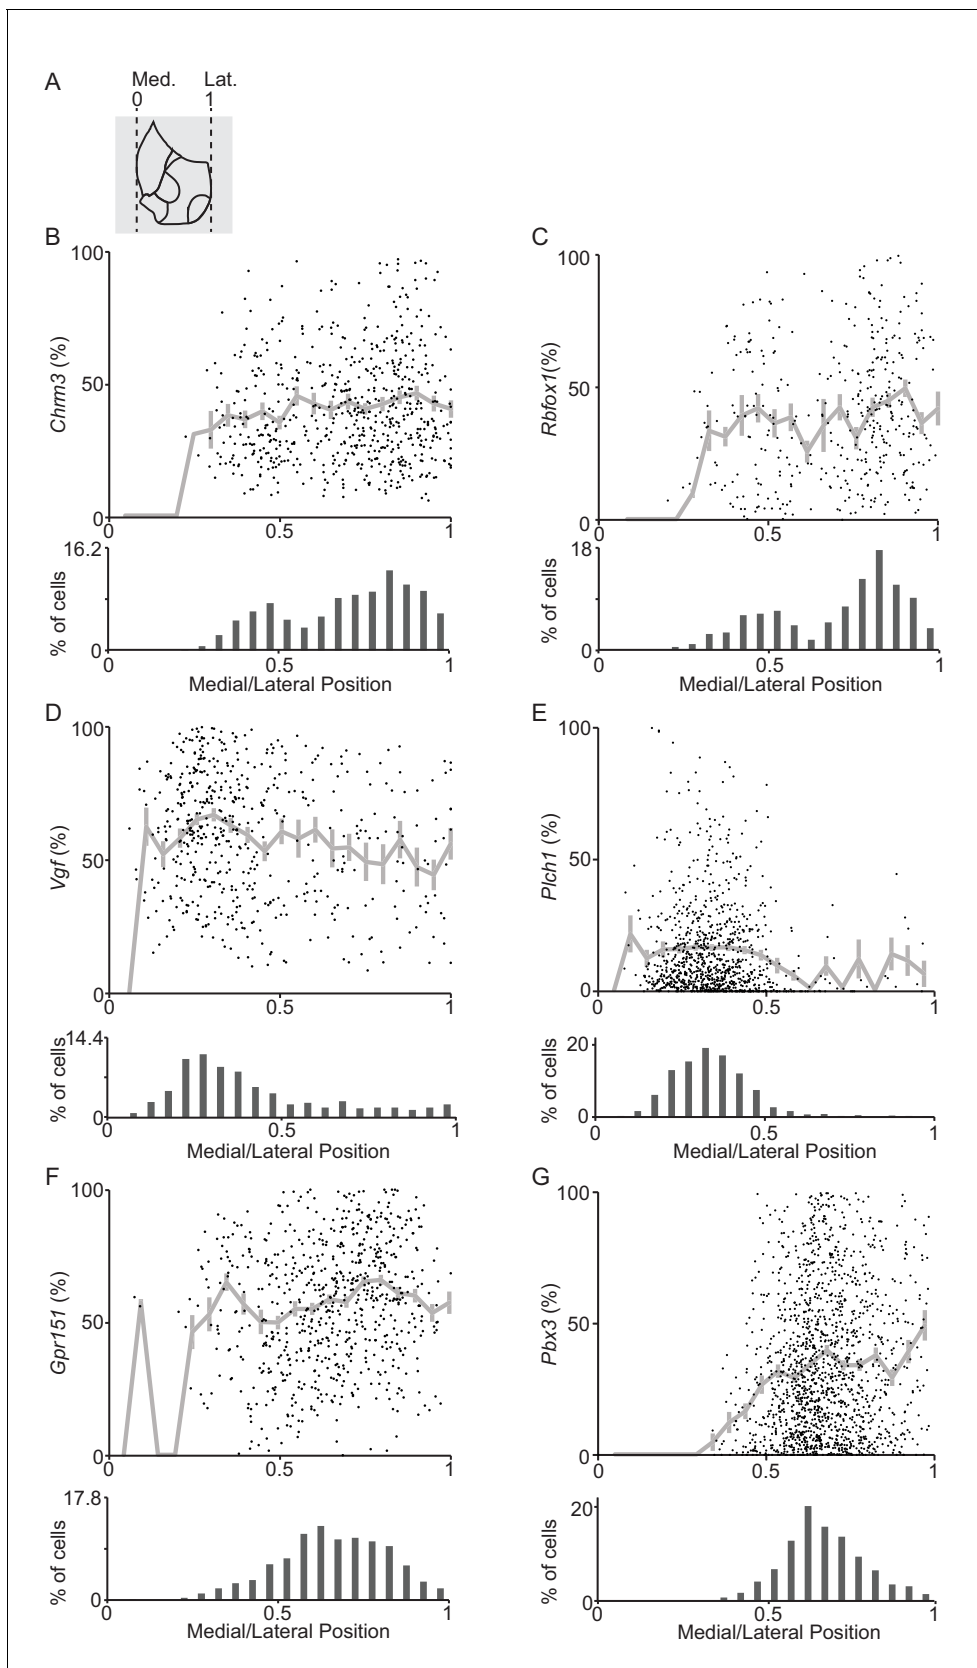 A
Med. Lat.
0 1
B
Chrm3 (%)
100
50
0
0 0.5 1
% of cells
16.2
0
0 0.5 1
Medial/Lateral Position
C
Rbfox1(%)
100
50
0
0 0.5 1
% of cells
18
0
0 0.5 1
Medial/Lateral Position
D
Vgf (%)
100
50
0
0 0.5 1
% of cells
14.4
0
0 0.5 1
Medial/Lateral Position
E
Plch1 (%)
100
50
0
0 0.5 1
% of cells
20
0
0 0.5 1
Medial/Lateral Position
F
Gpr151 (%)
100
50
0
0 0.5 1
% of cells
17.8
0
0 0.5 1
Medial/Lateral Position
G
Pbx3 (%)
100
50
0
0 0.5 1
% of cells
20
0
0 0.5 1
Medial/Lateral Position